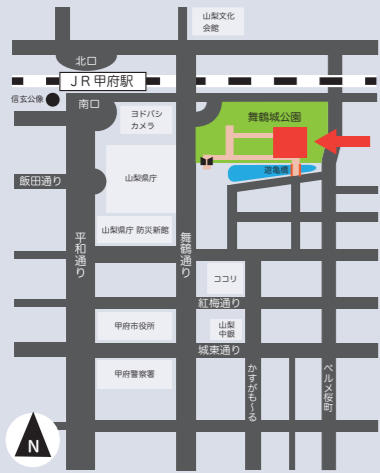 山梨文化
会館
北口
JR甲府駅
信玄公像
南口
ヨドバシ
カメラ
舞鶴城公園
遊亀橋
飯田通り
山梨県庁
山梨県庁 防災新館
平和通り
舞鶴通り
ココリ
紅梅通り
甲府市役所
山梨
中銀
城東通り
甲府警察署
かすがも〜る
ペルメ桜町
N